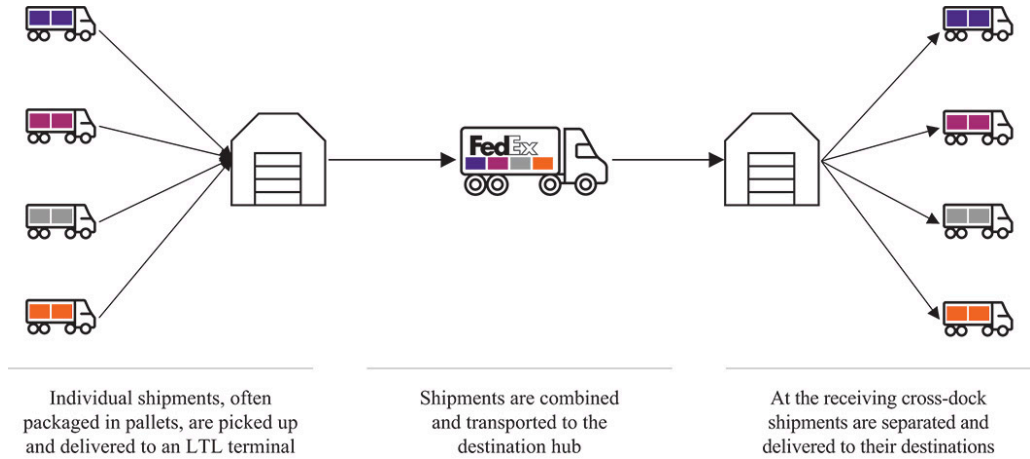 FedEx
Individual shipments, often
packaged in pallets, are picked up
and delivered to an LTL terminal
Shipments are combined
and transported to the
destination hub
At the receiving cross-dock
shipments are separated and
delivered to their destinations